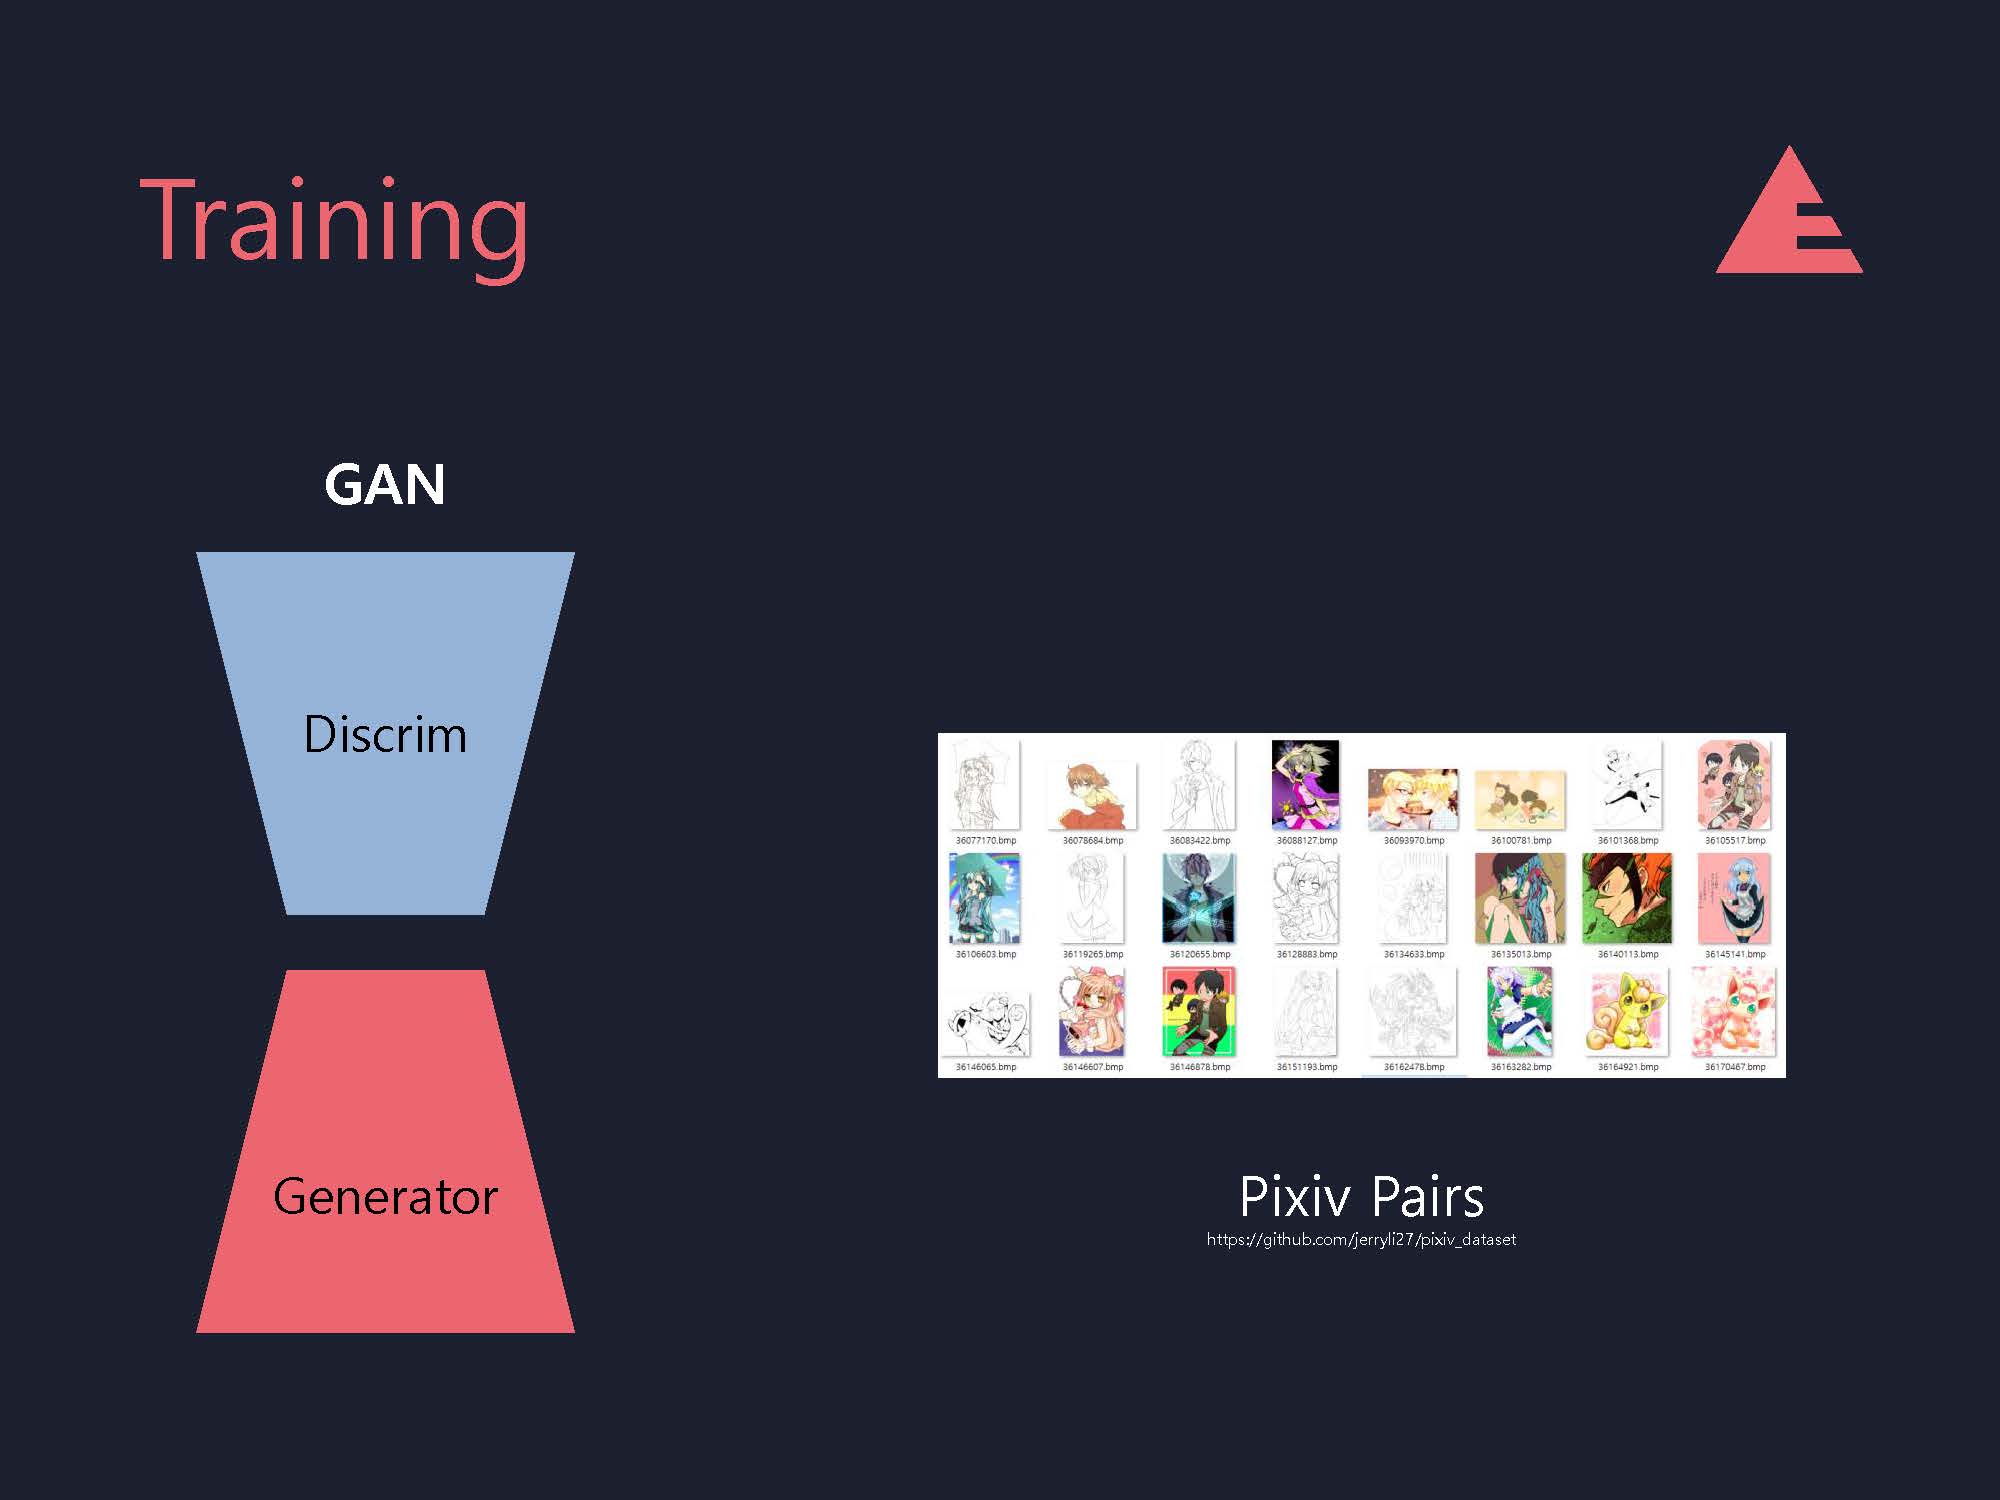 Training
GAN
Discrim
Generator
36077170.bmp 36078684.bmp 36083422.bmp 36088127.bmp 36093970.bmp 36100781.bmp 36101368.bmp 36105517.bmp
36106603.bmp 36119265.bmp 36120655.bmp 36128883.bmp 36134633.bmp 36135013.bmp 36140113.bmp 36145141.bmp
36146065.bmp 36146607.bmp 36146878.bmp 36151193.bmp 36162478.bmp 36163282.bmp 36164921.bmp 36170467.bmp
Pixiv Pairs
https://github.com/jerryli27/pixiv_dataset